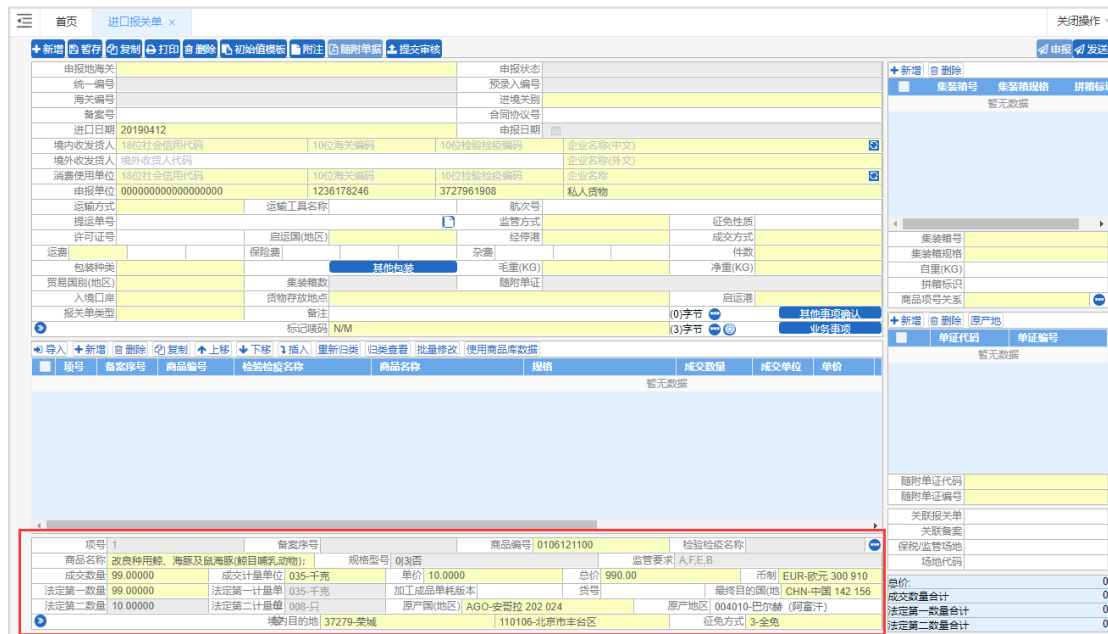 首页 进口报关单 × 关闭操作
新增 暂存 复制 打印 删除 初始值模板 附注 随附单据 提交审核 申报 发送
申报地海关 申报状态
统一编号 预录入编号
海关编号 进境关别
备案号 合同协议号
进口日期 20190412 申报日期
境内收发货人 18位社会信用代码 10位海关编码 10位检验检疫编码 企业名称(中文)
境外收发货人 境外收货人代码 企业名称(外文)
消费使用单位 18位社会信用代码 10位海关编码 10位检验检疫编码 企业名称
申报单位 000000000000000000 1236178246 3727961908 私人货物
运输方式 运输工具名称 航次号
提运单号 监管方式 征免性质
许可证号 启运国(地区) 经停港 成交方式
运费 保险费 杂费 件数
包装种类 其他包装 毛重(KG) 净重(KG)
贸易国别(地区) 集装箱数 随附单证
入境口岸 货物存放地点 启运港
报关单类型 备注 (0)字节 其他事项确认
标记唛码 N/M (3)字节 业务事项
导入 新增 删除 复制 上移 下移 插入 重新归类 归类查看 批量修改 使用商品库数据
项号 备案序号 商品编号 检验检疫名称 商品名称 规格 成交数量 成交单位 单价
暂无数据
项号 1 备案序号 商品编号 0106121100 检验检疫名称
商品名称 改良种用鲸、海豚及鼠海豚(鲸目哺乳动物); 规格型号 0|3|否 监管要求 A,F,E,B
成交数量 99.00000 成交计量单位 035-千克 单价 10.0000 总价 990.00 币制 EUR-欧元 300 910
法定第一数量 99.00000 法定第一计量单 035-千克 加工成品单耗版本 货号 最终目的国(地 CHN-中国 142 156
法定第二数量 10.00000 法定第二计量单 008-只 原产国(地区) AGO-安哥拉 202 024 原产地区 004010-巴尔赫（阿富汗）
境内目的地 37279-荣城 110106-北京市丰台区 征免方式 3-全免
新增 删除
集装箱号 集装箱规格 拼箱标识
暂无数据
集装箱号
集装箱规格
自重(KG)
拼箱标识
商品项号关系
新增 删除 原产地
单证代码 单证编号
暂无数据
随附单证代码
随附单证编号
关联报关单
关联备案
保税/监管场地
场地代码
总价: 0
成交数量合计 0
法定第一数量合计 0
法定第二数量合计 0